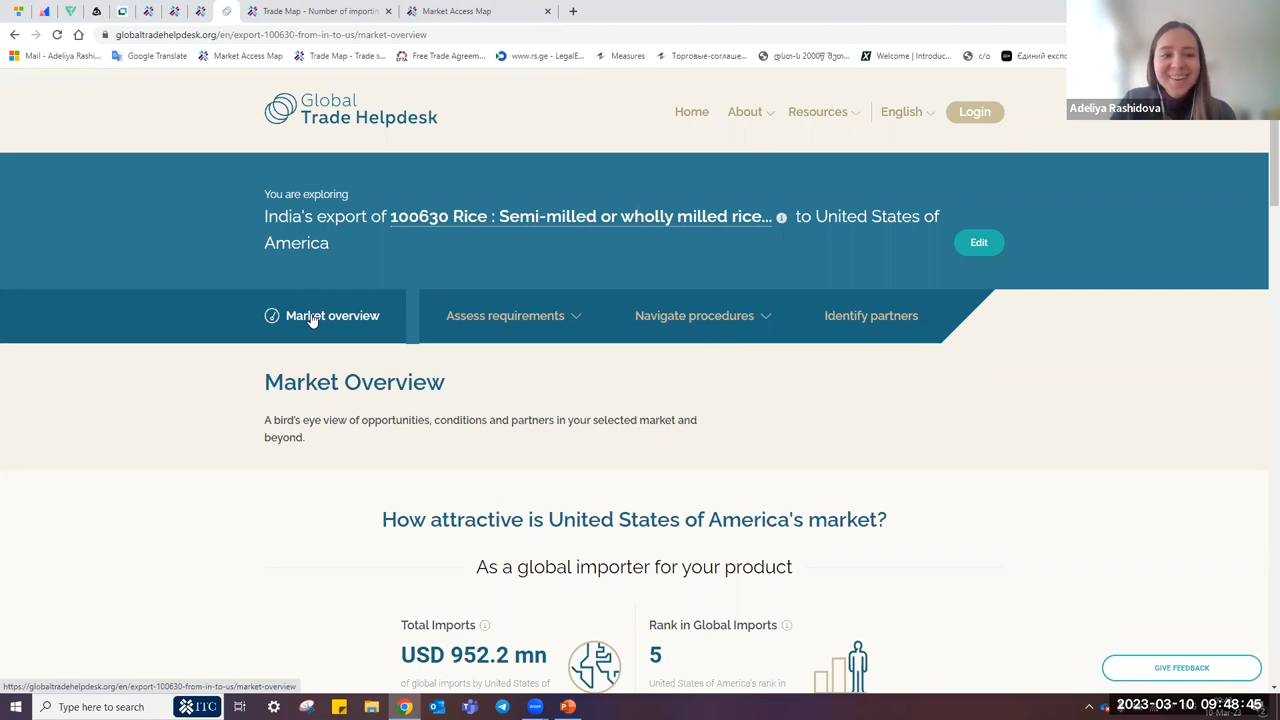 Trade Map - Number of importin
Market Access Map
globaltradehelpdesk.org/en/export-100630-from-in-to-us/market-overview
Mail - Adeliya Rashi...
Google Translate
Market Access Map
Trade Map - Trade s...
Free Trade Agreem...
www.rs.ge - LegalE...
Measures
Торговые-соглаше...
Welcome | Introduc...
c/o
Єдиний експо
Adeliya Rashidova
Global
Trade Helpdesk
Home
About
Resources
English
Login
You are exploring
India's export of 100630 Rice : Semi-milled or wholly milled rice... to United States of
America
Edit
Market overview
Assess requirements
Navigate procedures
Identify partners
Market Overview
A bird's eye view of opportunities, conditions and partners in your selected market and
beyond.
How attractive is United States of America's market?
As a global importer for your product
Total Imports
Rank in Global Imports
USD 952.2 mn
5
of global imports by United States of
United States of America's rank in
GIVE FEEDBACK
https://globaltradehelpdesk.org/en/export-100630-from-in-to-us/market-overview
Type here to search
ITC
2023-03-10 09:48:45